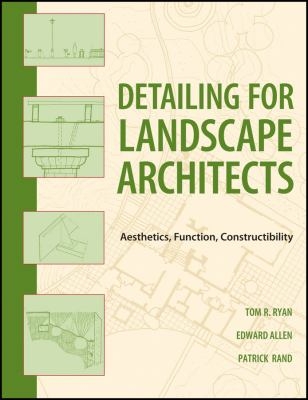 DETAILING FOR
LANDSCAPE
ARCHITECTS
Aesthetics, Function, Constructibility
TOM R. RYAN
EDWARD ALLEN
PATRICK RAND